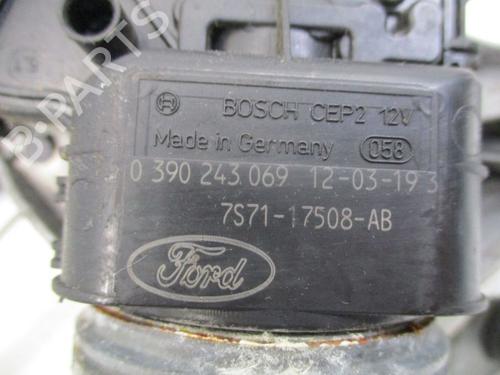 BOSCH CEP2 12V
Made in Germany 058
0 390 243 069 12-03-19 3
7S71-17508-AB
Ford
B-PARTS